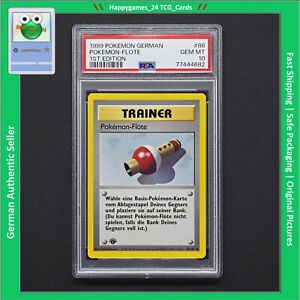 Happygames_24 TCG_Cards
German Authentic Seller
Fast Shipping | Safe Packaging | Original Pictures
1999 POKEMON GERMAN
#86
POKEMON-FLOTE
GEM MT
1ST EDITION
PSA
10
77444682
TRAINER
Pokémon-Flöte
Wähle eine Basis-Pokémon-Karte
vom Ablagestapel Deines Gegners
und plaziere sie auf seiner Bank.
(Du kannst Pokémon-Flöte nicht
spielen, falls die Bank Deines
Gegners voll ist.)